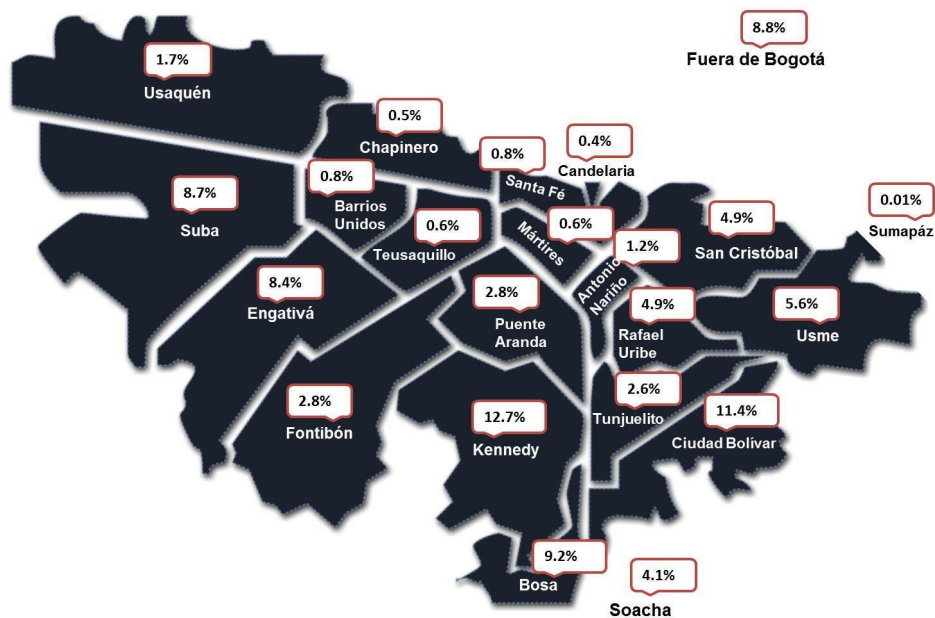 8.8%
Fuera de Bogotá
1.7%
Usaquén
0.5%
Chapinero
0.8%
Santa Fé
0.4%
Candelaria
0.8%
Barrios
Unidos
8.7%
Suba
0.6%
Teusaquillo
0.6%
Mártires
1.2%
Antonio
Nariño
4.9%
San Cristóbal
0.01%
Sumapáz
8.4%
Engativá
2.8%
Puente
Aranda
4.9%
Rafael
Uribe
5.6%
Usme
2.8%
Fontibón
12.7%
Kennedy
2.6%
Tunjuelito
11.4%
Ciudad Bolívar
9.2%
Bosa
4.1%
Soacha